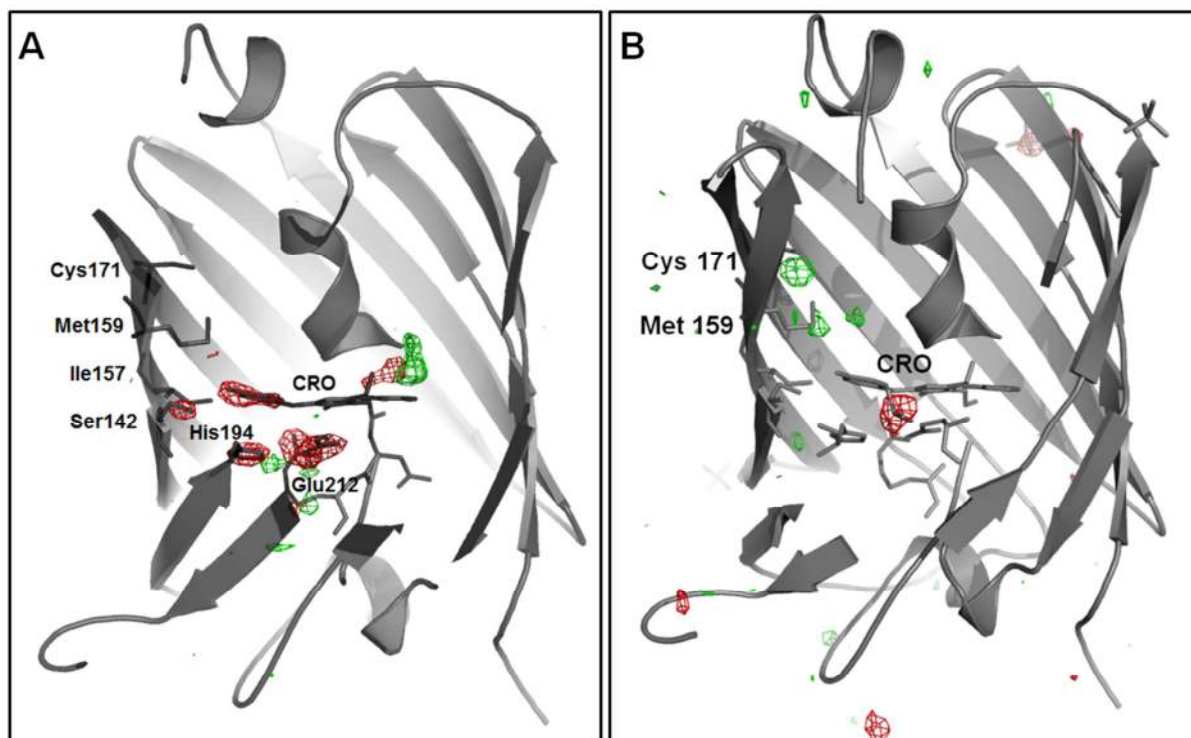 A
Cys171
Met159
Ile157
CRO
Ser142
His194
Glu212
B
Cys 171
Met 159
CRO